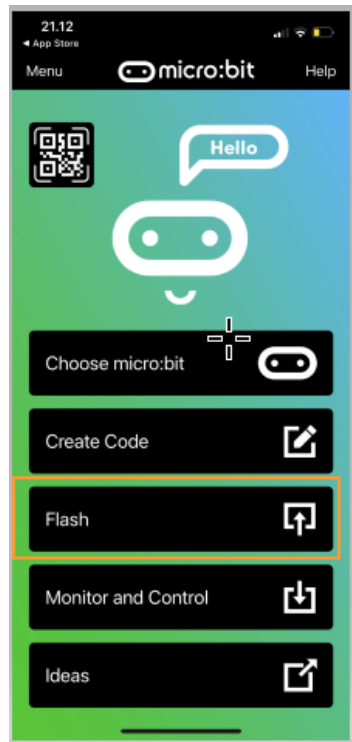 21.12
◀ App Store
Menu
micro:bit
Help
Hello
Choose micro:bit
Create Code
Flash
Monitor and Control
Ideas